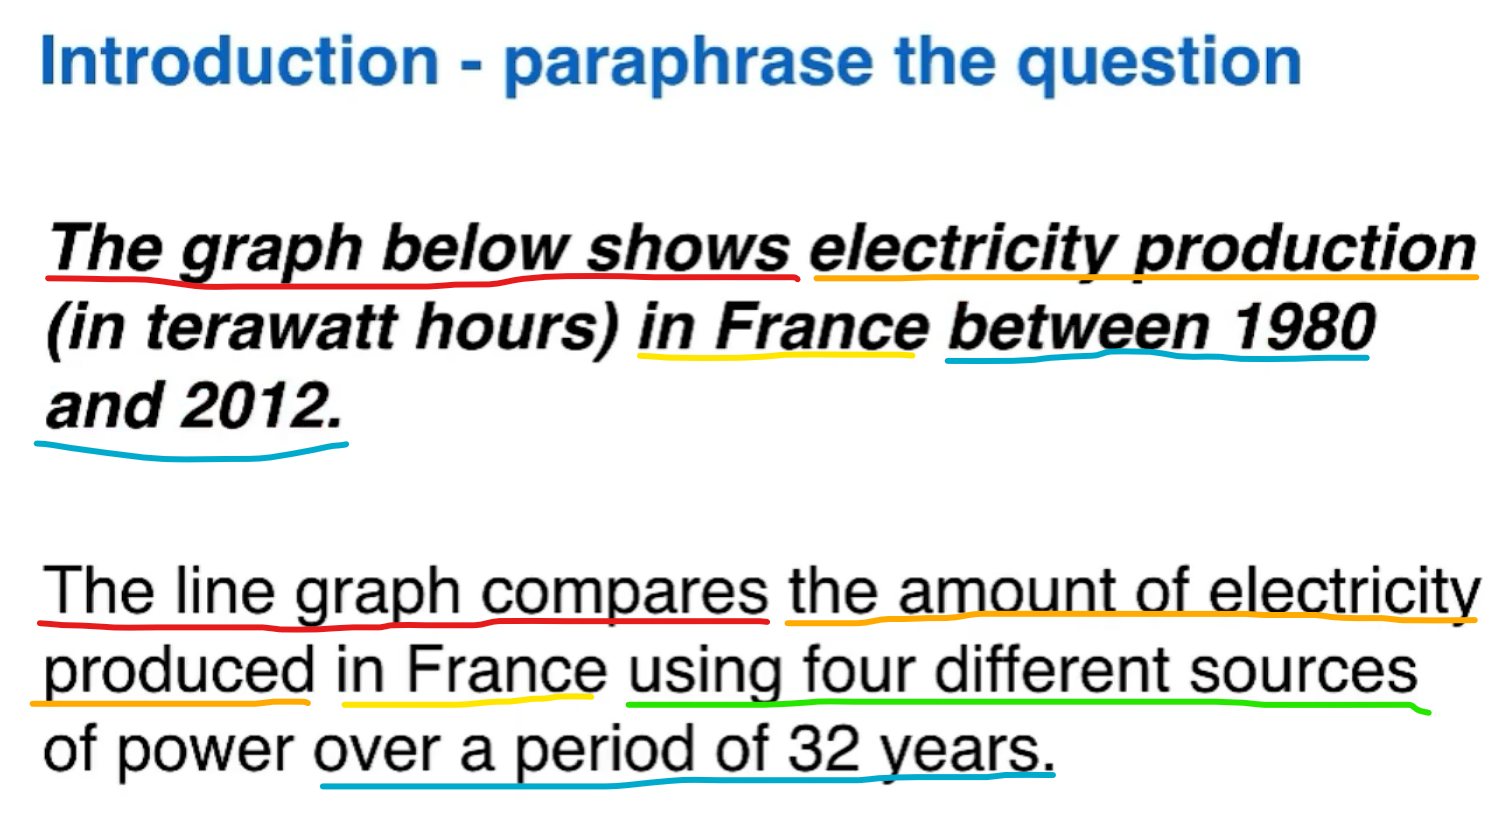 Introduction - paraphrase the question
The graph below shows electricity production
(in terawatt hours) in France between 1980
and 2012.
The line graph compares the amount of electricity
produced in France using four different sources
of power over a period of 32 years.